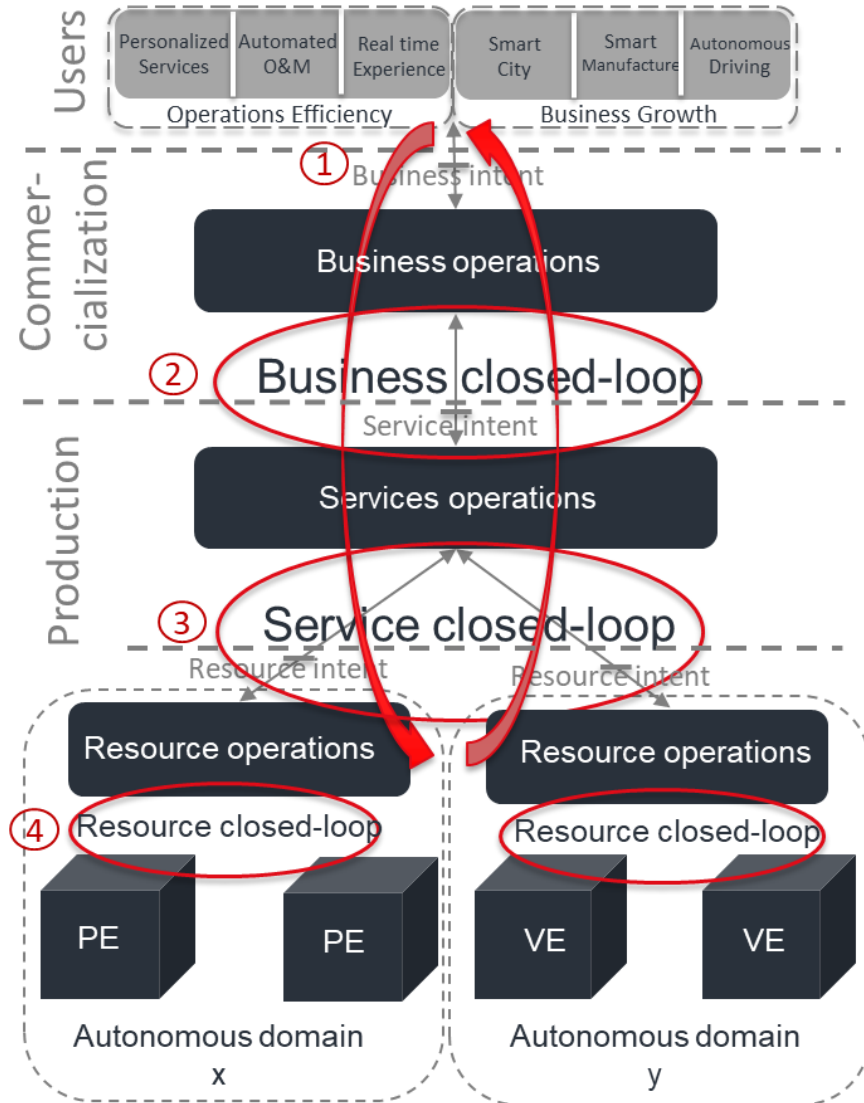 Users
Personalized
Services
Automated
O&M
Real time
Experience
Smart
City
Smart
Manufacture
Autonomous
Driving
Operations Efficiency
Business Growth
Commer-
cialization
1
Business intent
Business operations
2
Business closed-loop
Service intent
Production
Services operations
3
Service closed-loop
Resource intent
Resource intent
Resource operations
Resource operations
4
Resource closed-loop
Resource closed-loop
PE
PE
VE
VE
Autonomous domain
x
Autonomous domain
y